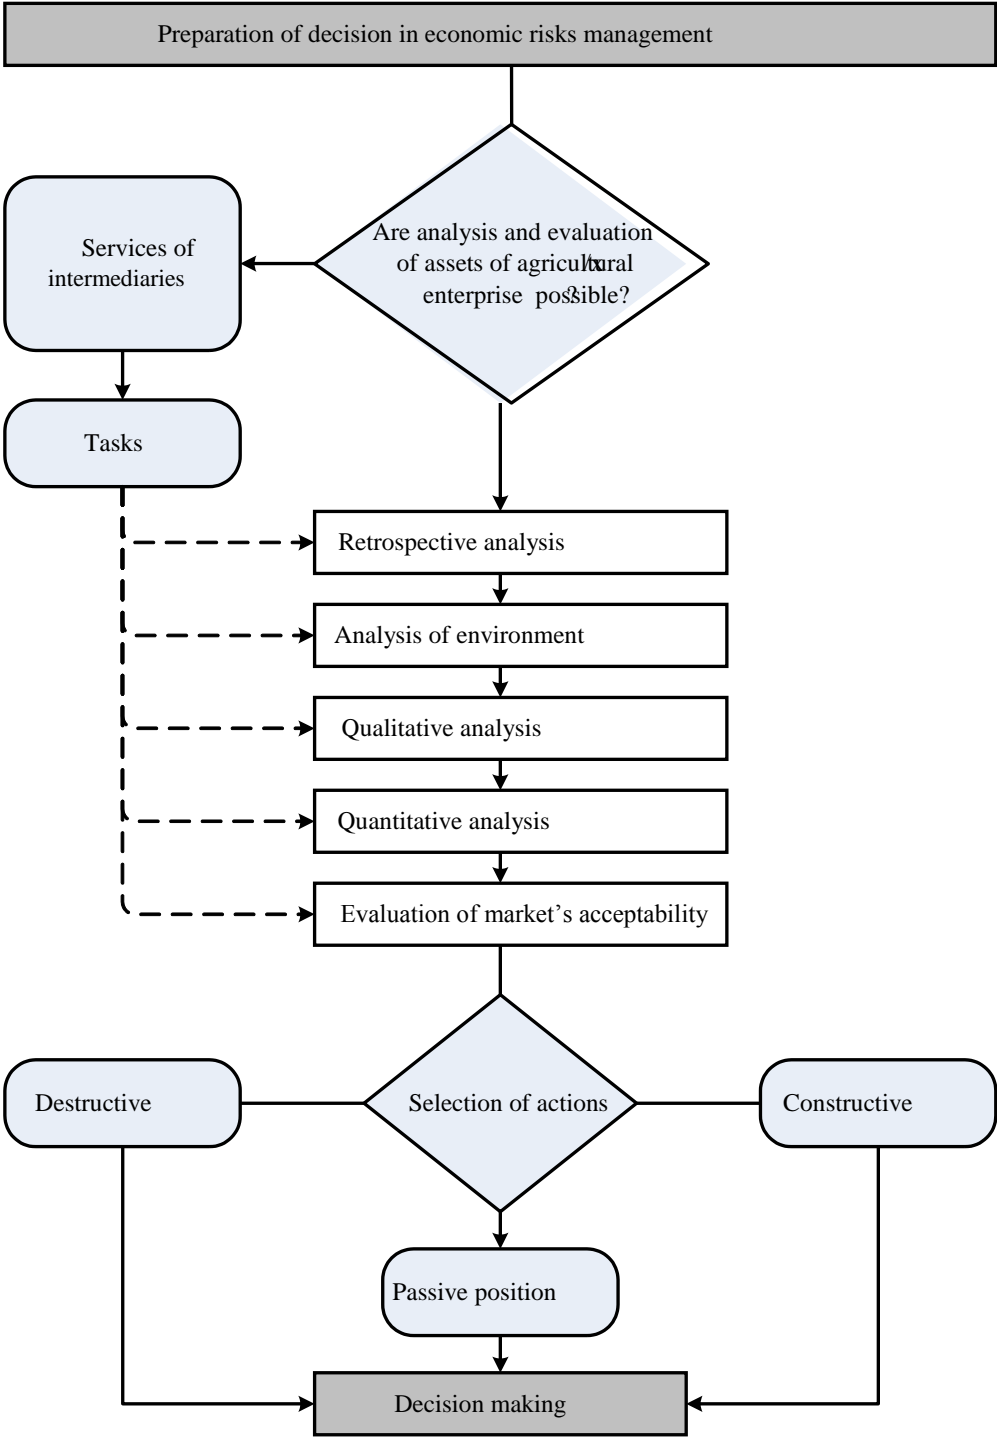 Preparation of decision in economic risks management
Are analysis and evaluation
of assets of agricultural
enterprise possible?
Services of
intermediaries
Tasks
Retrospective analysis
Analysis of environment
Qualitative analysis
Quantitative analysis
Evaluation of market’s acceptability
Destructive
Selection of actions
Constructive
Passive position
Decision making